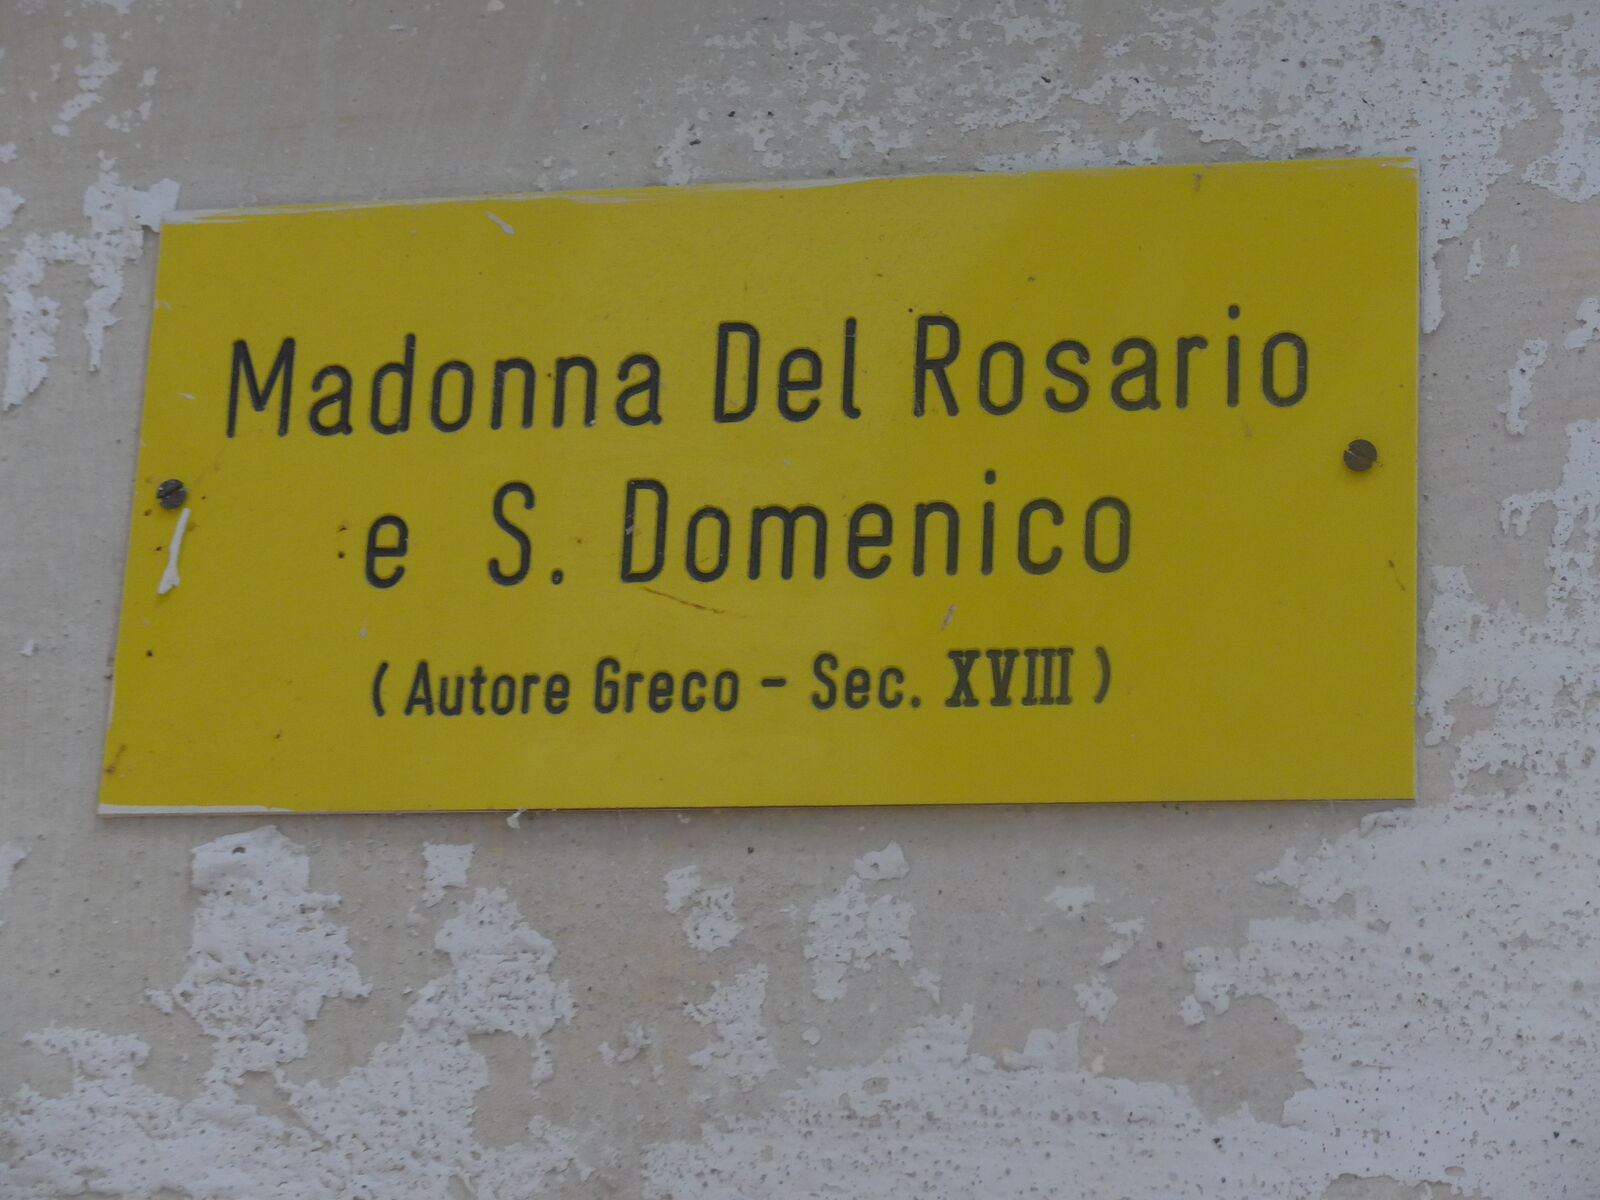 Madonna Del Rosario
e S. Domenico
(Autore Greco - Sec. XVIII)